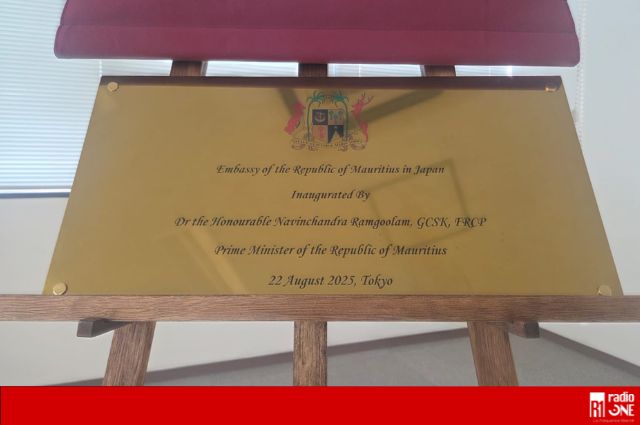 Embassy of the Republic of Mauritius in Japan
Inaugurated By
Dr the Honourable Navinchandra Ramgoolam, GCSK, FRCP
Prime Minister of the Republic of Mauritius
22 August 2025, Tokyo
R1 radio
ONE